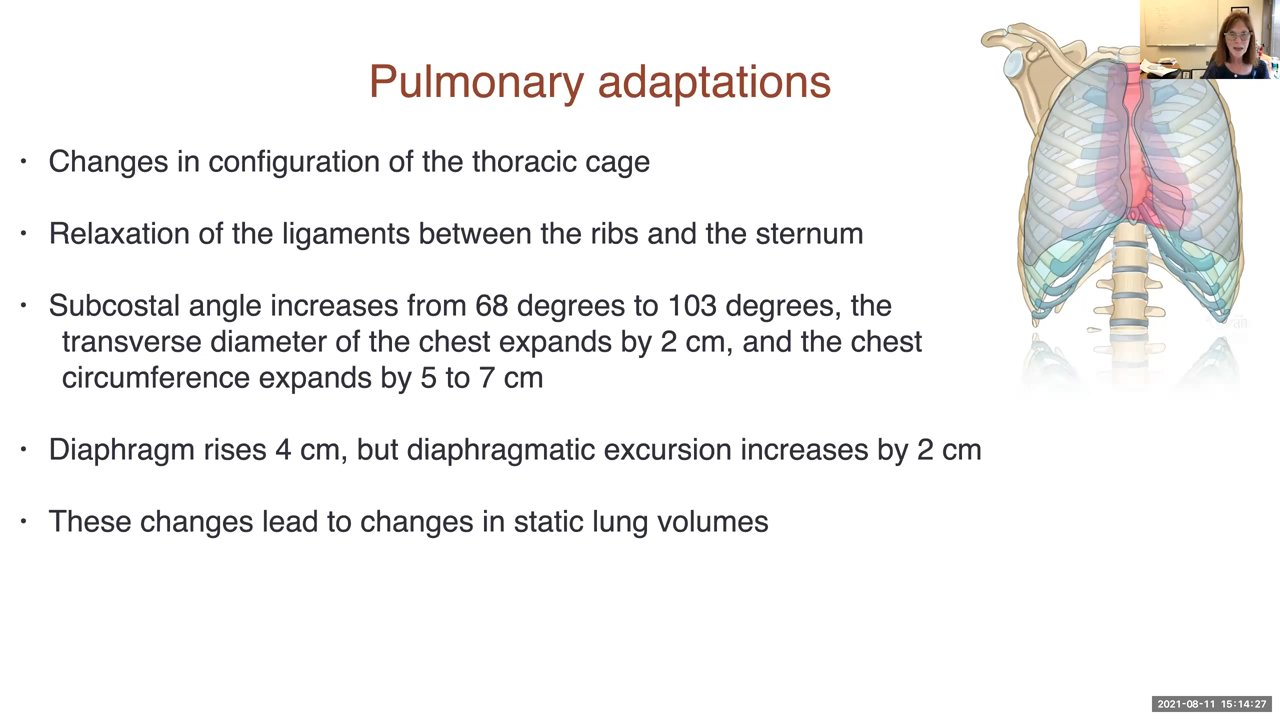 Pulmonary adaptations
• Changes in configuration of the thoracic cage
• Relaxation of the ligaments between the ribs and the sternum
• Subcostal angle increases from 68 degrees to 103 degrees, the
transverse diameter of the chest expands by 2 cm, and the chest
circumference expands by 5 to 7 cm
• Diaphragm rises 4 cm, but diaphragmatic excursion increases by 2 cm
• These changes lead to changes in static lung volumes
2021-08-11 15:14:27